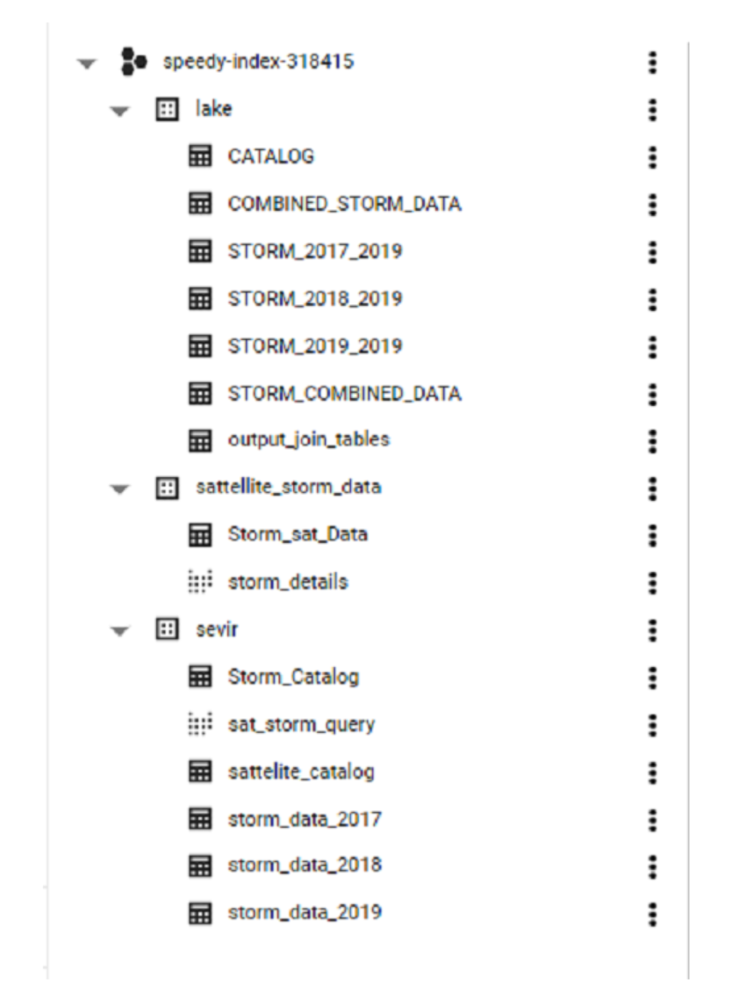 speedy-index-318415
lake
CATALOG
COMBINED_STORM_DATA
STORM_2017_2019
STORM_2018_2019
STORM_2019_2019
STORM_COMBINED_DATA
output_join_tables
sattellite_storm_data
Storm_sat_Data
storm_details
sevir
Storm_Catalog
sat_storm_query
sattelite_catalog
storm_data_2017
storm_data_2018
storm_data_2019